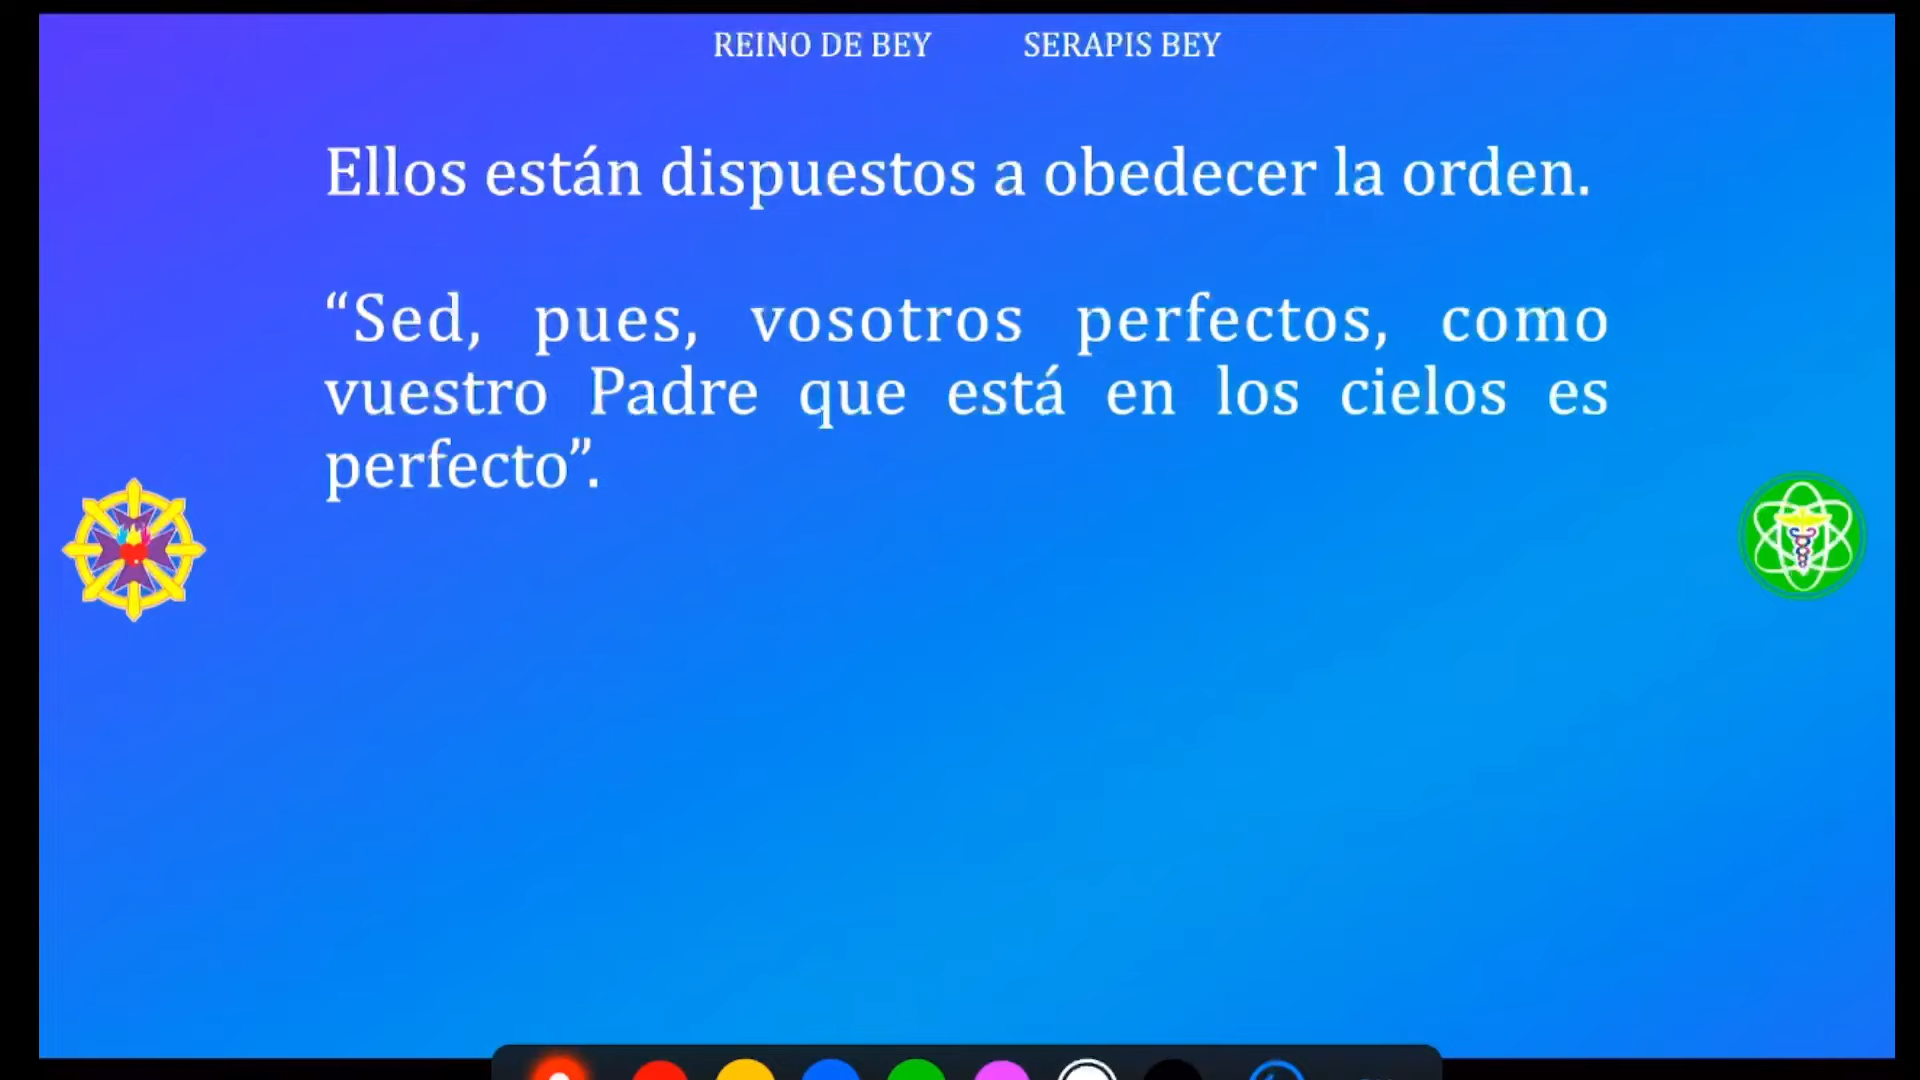 REINO DE BEY SERAPIS BEY
Ellos están dispuestos a obedecer la orden.
“Sed, pues, vosotros perfectos, como
vuestro Padre que está en los cielos es
perfecto”.